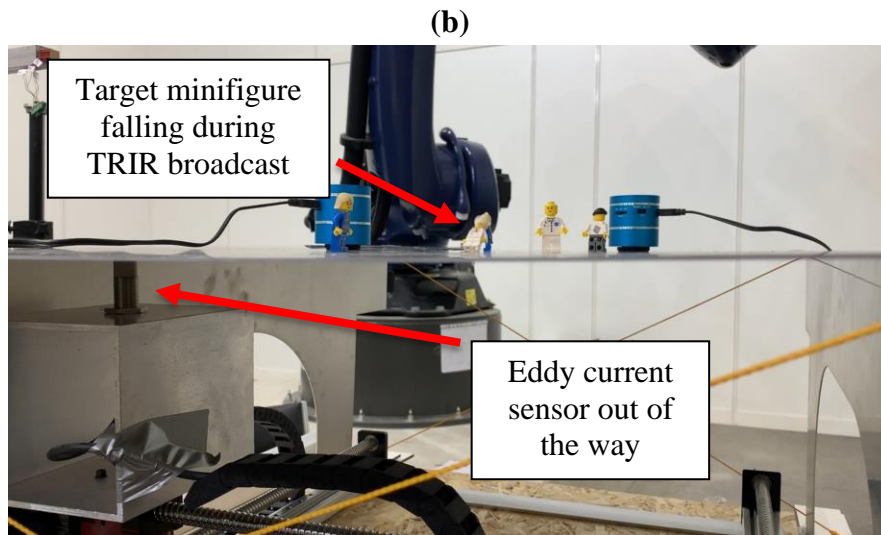 (b)
Target minifigure
falling during
TRIR broadcast
Eddy current
sensor out of
the way